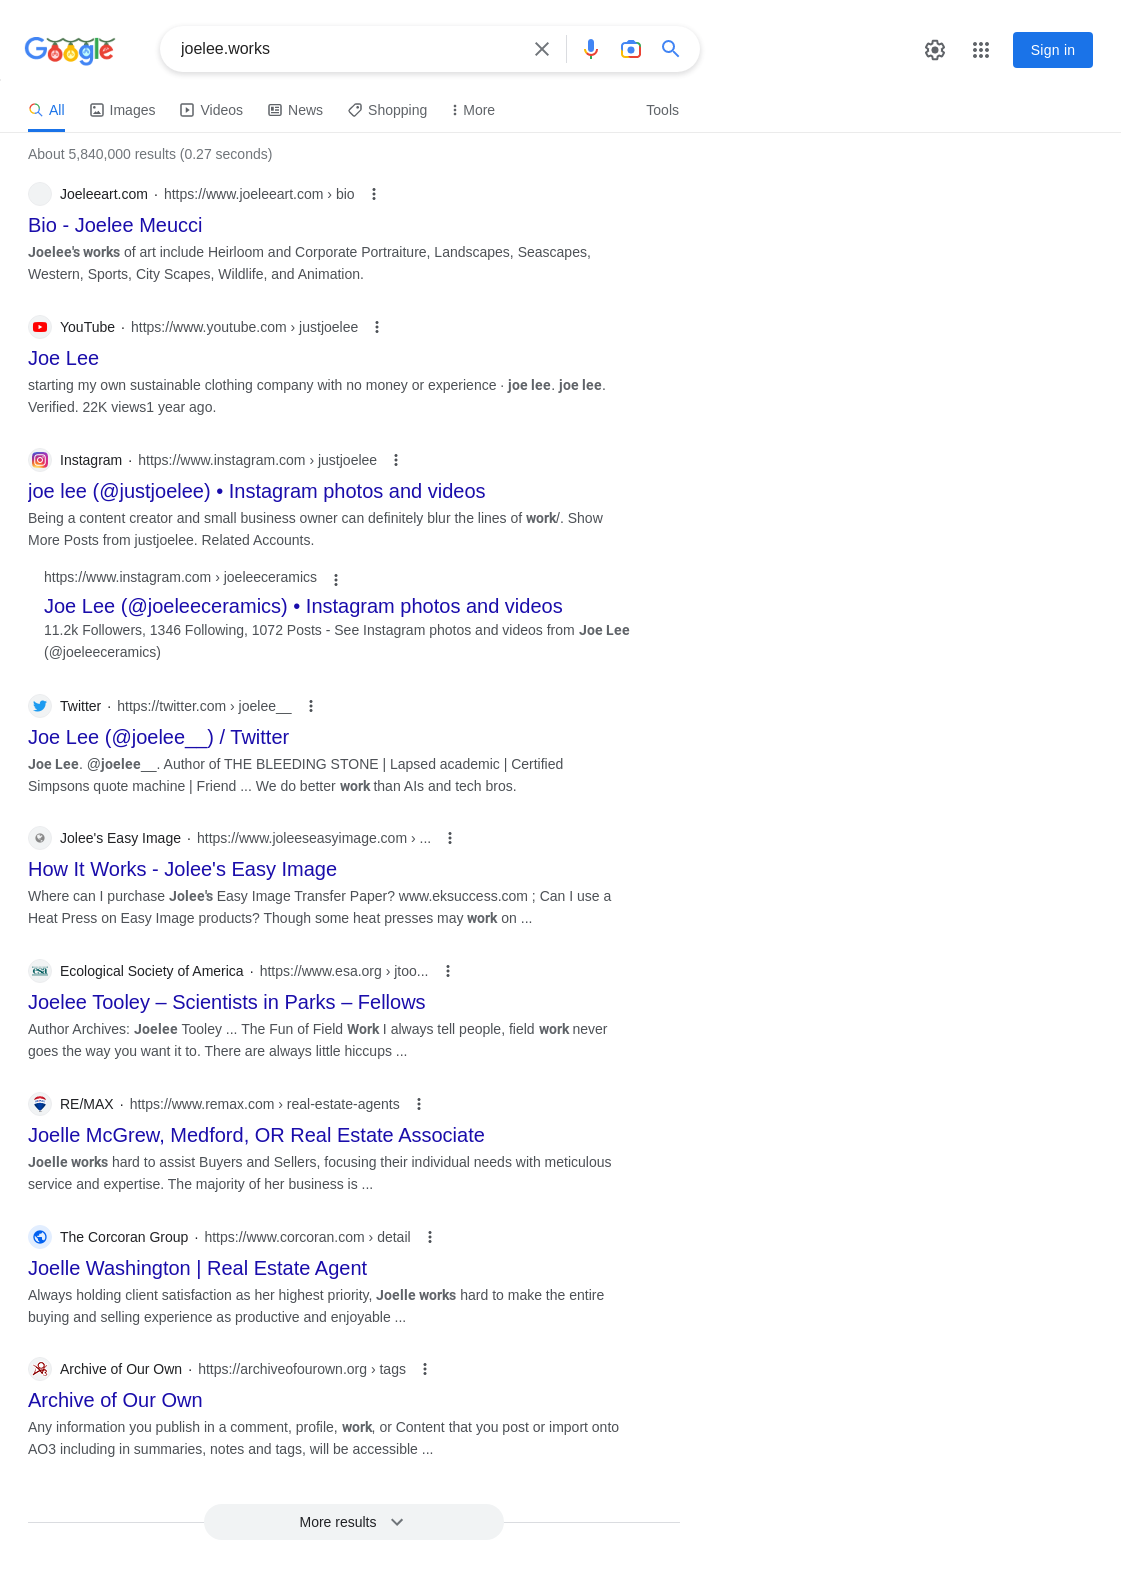 Google
joelee.works
Sign in
All
Images
Videos
News
Shopping
More
Tools
About 5,840,000 results (0.27 seconds)
Joeleeart.com · https://www.joeleeart.com › bio
Bio - Joelee Meucci
Joelee's works of art include Heirloom and Corporate Portraiture, Landscapes, Seascapes,
Western, Sports, City Scapes, Wildlife, and Animation.
YouTube · https://www.youtube.com › justjoelee
Joe Lee
starting my own sustainable clothing company with no money or experience · joe lee. joe lee.
Verified. 22K views1 year ago.
Instagram · https://www.instagram.com › justjoelee
joe lee (@justjoelee) • Instagram photos and videos
Being a content creator and small business owner can definitely blur the lines of work/. Show
More Posts from justjoelee. Related Accounts.
https://www.instagram.com › joeleeceramics
Joe Lee (@joeleeceramics) • Instagram photos and videos
11.2k Followers, 1346 Following, 1072 Posts - See Instagram photos and videos from Joe Lee
(@joeleeceramics)
Twitter · https://twitter.com › joelee__
Joe Lee (@joelee__) / Twitter
Joe Lee. @joelee__. Author of THE BLEEDING STONE | Lapsed academic | Certified
Simpsons quote machine | Friend ... We do better work than AIs and tech bros.
Jolee's Easy Image · https://www.joleeseasyimage.com › ...
How It Works - Jolee's Easy Image
Where can I purchase Jolee's Easy Image Transfer Paper? www.eksuccess.com ; Can I use a
Heat Press on Easy Image products? Though some heat presses may work on ...
esa
Ecological Society of America · https://www.esa.org › jtoo...
Joelee Tooley – Scientists in Parks – Fellows
Author Archives: Joelee Tooley ... The Fun of Field Work I always tell people, field work never
goes the way you want it to. There are always little hiccups ...
RE/MAX · https://www.remax.com › real-estate-agents
Joelle McGrew, Medford, OR Real Estate Associate
Joelle works hard to assist Buyers and Sellers, focusing their individual needs with meticulous
service and expertise. The majority of her business is ...
The Corcoran Group · https://www.corcoran.com › detail
Joelle Washington | Real Estate Agent
Always holding client satisfaction as her highest priority, Joelle works hard to make the entire
buying and selling experience as productive and enjoyable ...
Archive of Our Own · https://archiveofourown.org › tags
Archive of Our Own
Any information you publish in a comment, profile, work, or Content that you post or import onto
AO3 including in summaries, notes and tags, will be accessible ...
More results